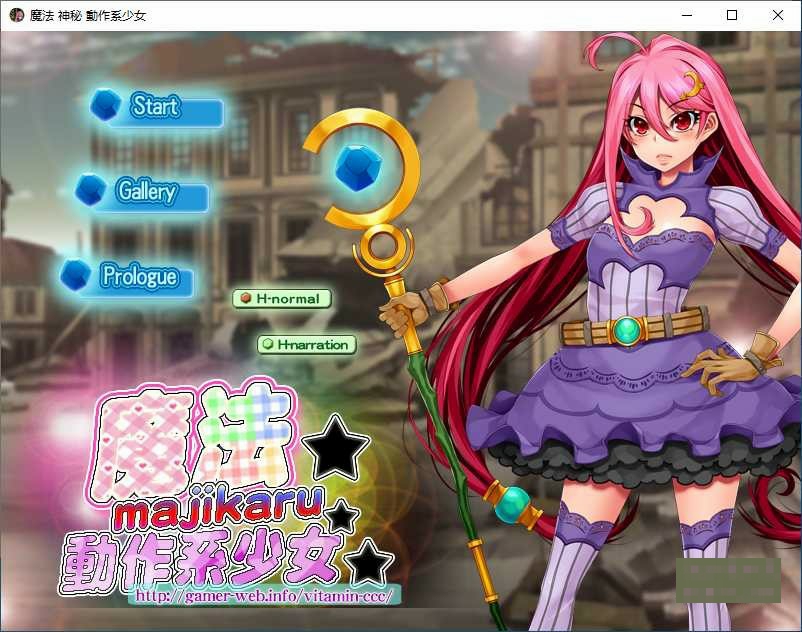 魔法 神秘 動作系少女
Start
Gallery
Prologue
H-normal
H-narration
魔法
majikaru
動作系少女
http://gamer-web.info/vitamin-ccc/